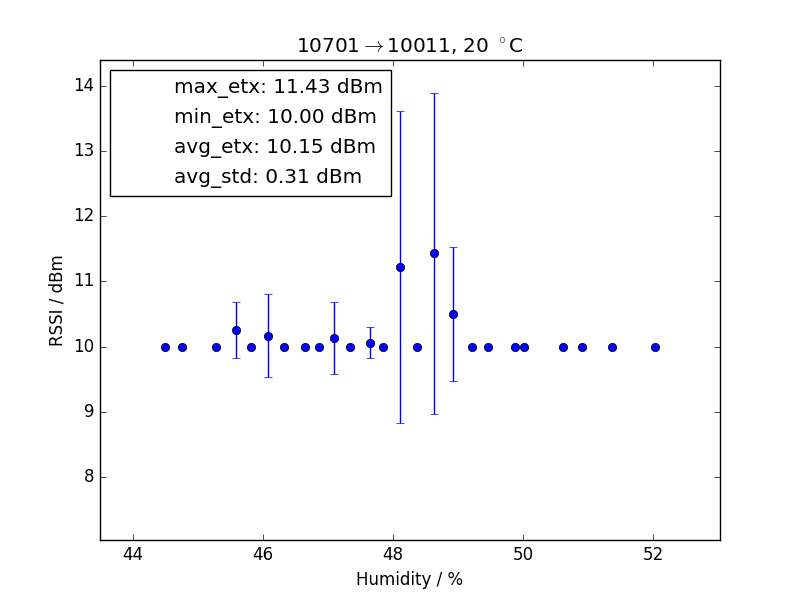 10701→10011, 20 °C
max_etx: 11.43 dBm
min_etx: 10.00 dBm
avg_etx: 10.15 dBm
avg_std: 0.31 dBm
RSSI / dBm
14
13
12
11
10
9
8
44 46 48 50 52
Humidity / %